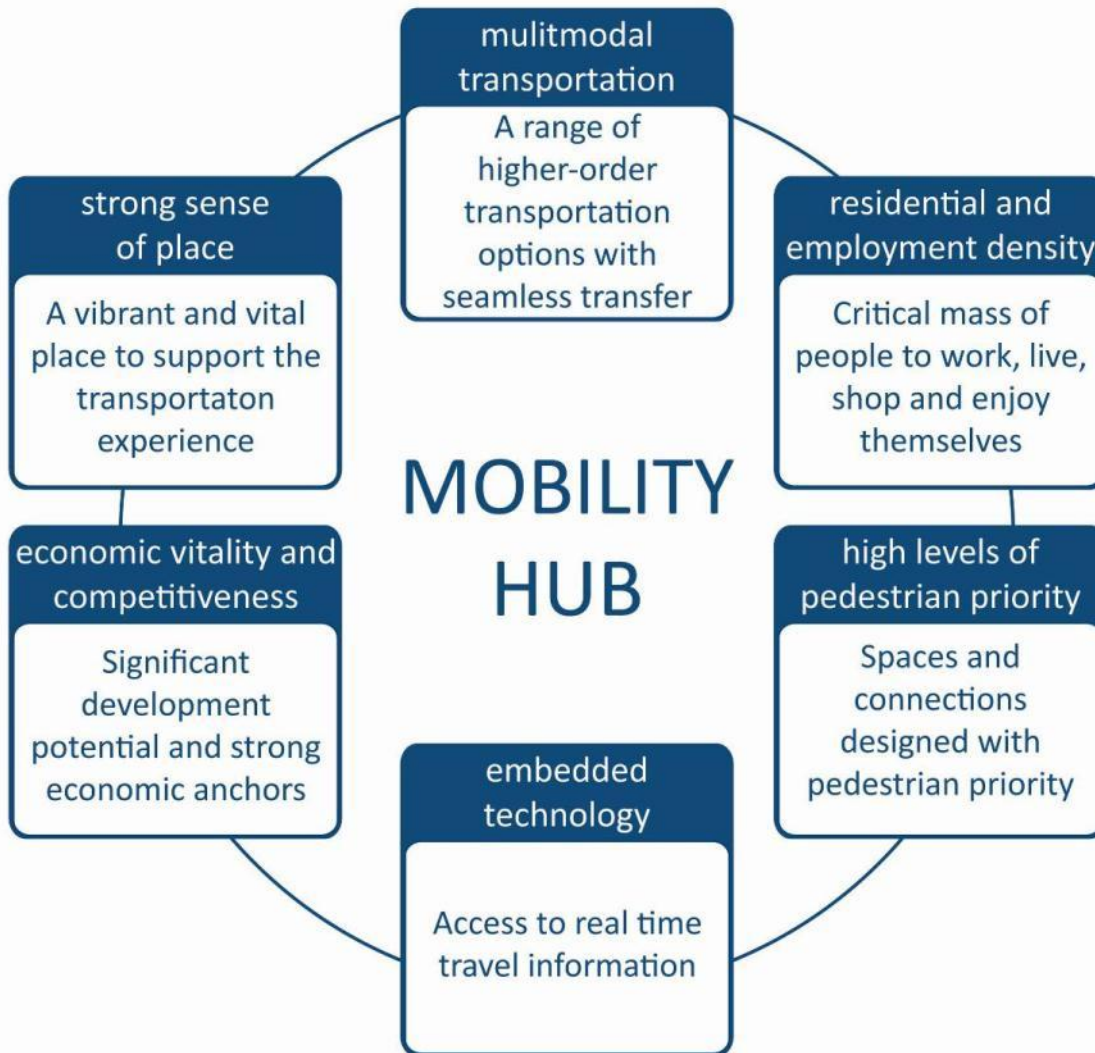 mulitmodal
transportation
A range of
higher-order
transportation
options with
seamless transfer
residential and
employment density
Critical mass of
people to work, live,
shop and enjoy
themselves
high levels of
pedestrian priority
Spaces and
connections
designed with
pedestrian priority
embedded
technology
Access to real time
travel information
economic vitality and
competitiveness
Significant
development
potential and strong
economic anchors
strong sense
of place
A vibrant and vital
place to support the
transportaton
experience
MOBILITY
HUB